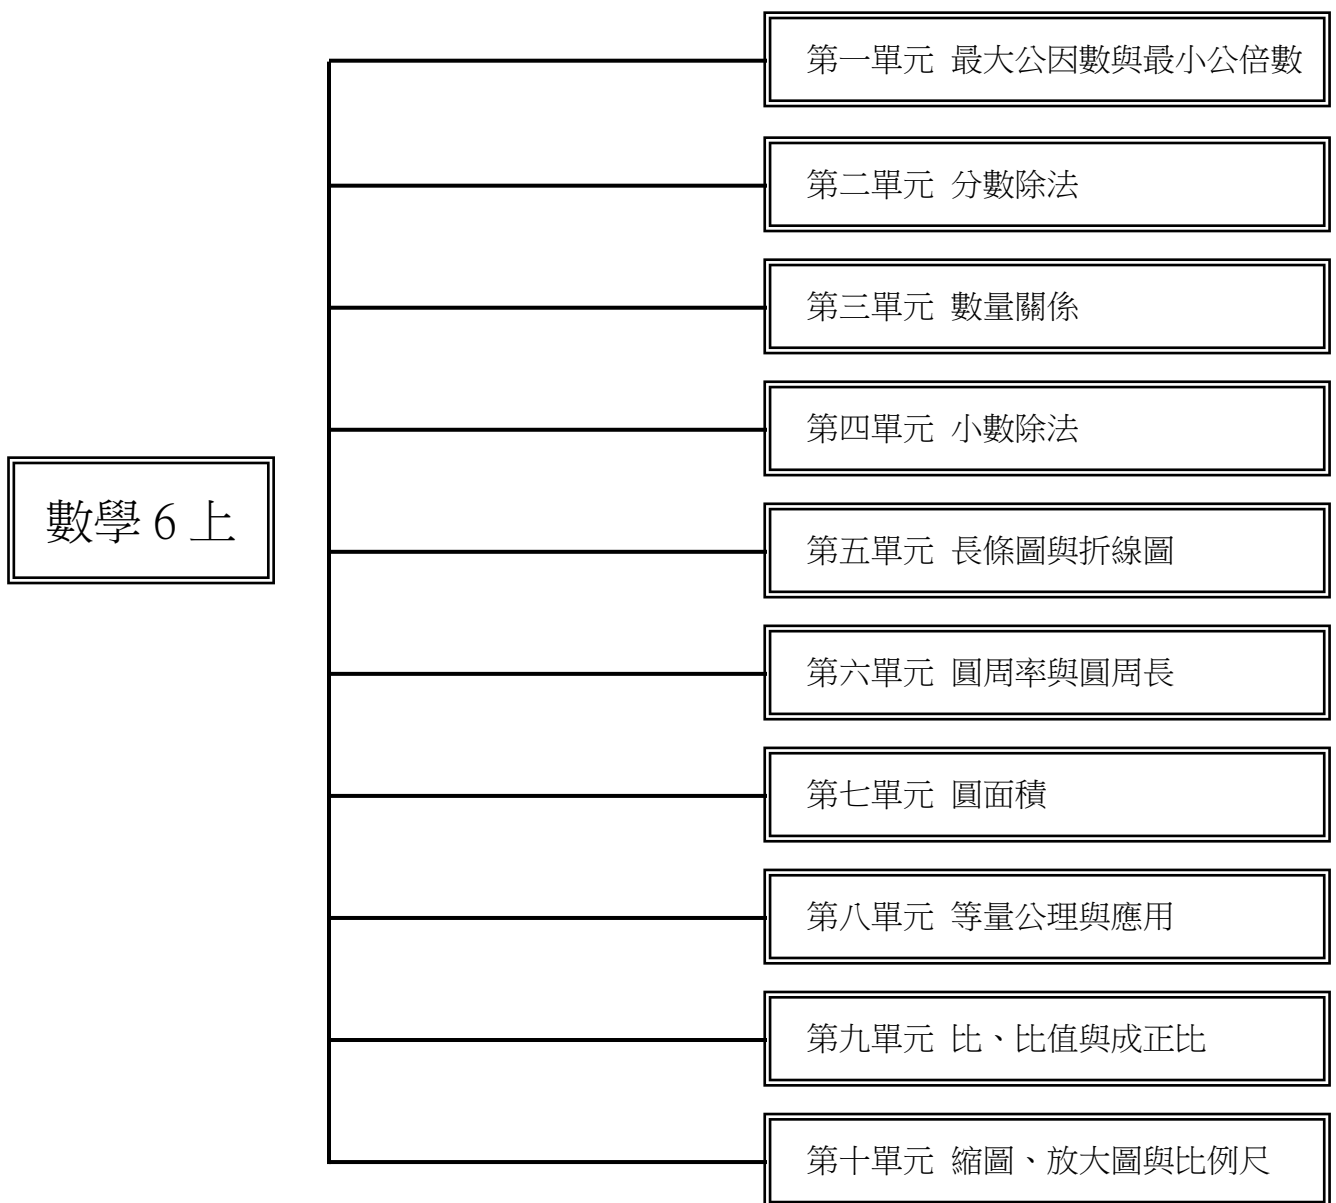 第一單元 最大公因數與最小公倍數
第二單元 分數除法
第三單元 數量關係
第四單元 小數除法
數學 6 上
第五單元 長條圖與折線圖
第六單元 圓周率與圓周長
第七單元 圓面積
第八單元 等量公理與應用
第九單元 比、比值與成正比
第十單元 縮圖、放大圖與比例尺